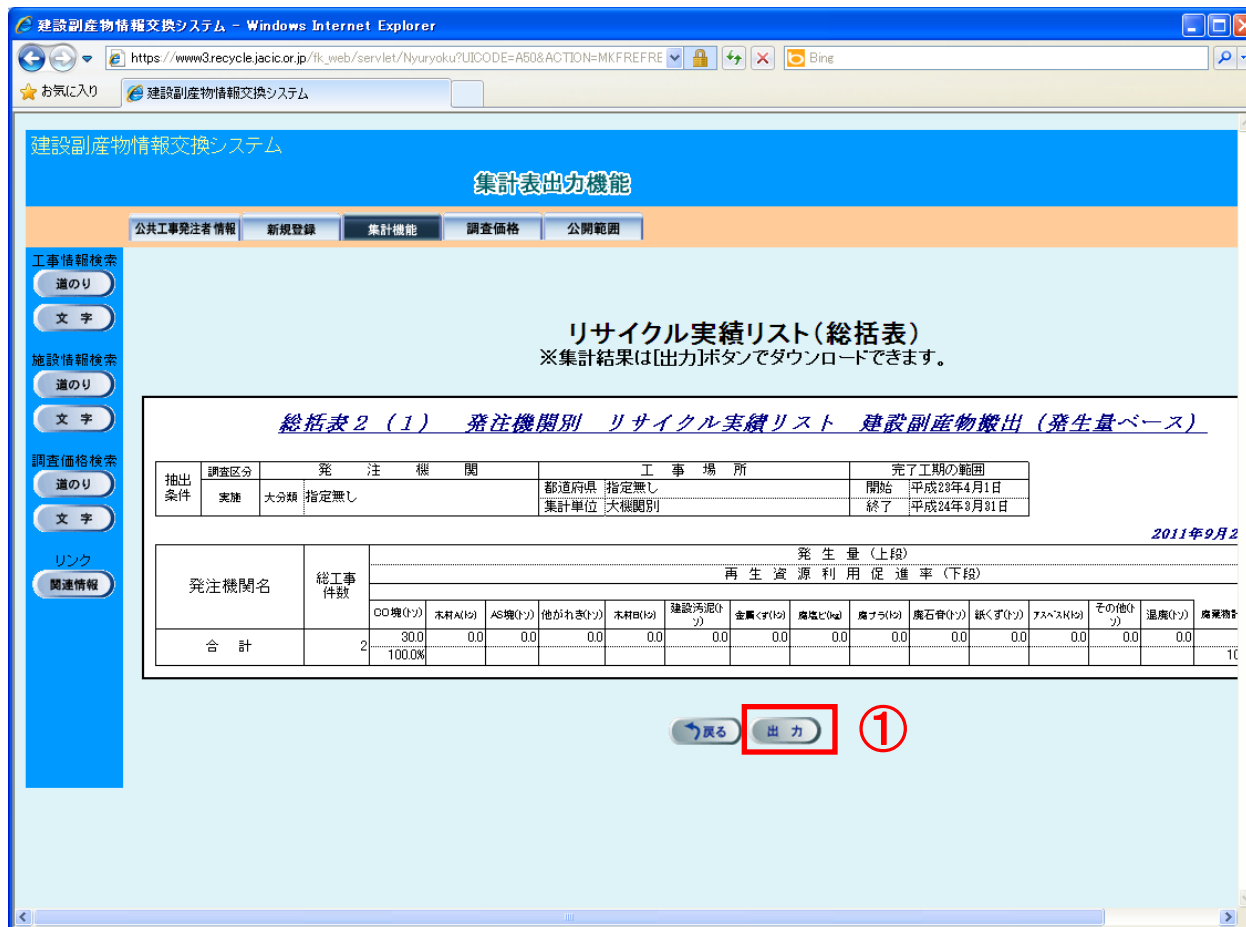 建設副産物情報交換システム - Windows Internet Explorer
https://www3.recycle.jacic.or.jp/fk_web/servlet/Nyuryoku?UICODE=A50&ACTION=MKFREFRE
Bing
お気に入り
建設副産物情報交換システム
建設副産物情報交換システム
集計表出力機能
公共工事発注者情報 新規登録 集計機能 調査価格 公開範囲
工事情報検索
道のり
文 字
施設情報検索
道のり
文 字
調査価格検索
道のり
文 字
リンク
関連情報
リサイクル実績リスト(総括表)
※集計結果は[出力]ボタンでダウンロードできます。
総括表2(1) 発注機関別 リサイクル実績リスト 建設副産物搬出(発生量ベース)
抽出条件 調査区分 発 注 機 関 工 事 場 所 完了工期の範囲
実施 大分類 指定無し 都道府県 指定無し 開始 平成23年4月1日
集計単位 大機関別 終了 平成24年3月31日
2011年9月2
発注機関名 総工事件数 発 生 量 (上段)
再 生 資 源 利 用 促 進 率 (下段)
CO塊(トン) 木材A(トン) AS塊(トン) 他がれき(トン) 木材B(トン) 建設汚泥(トン) 金属くず(トン) 廃塩ビ(kg) 廃プラ(トン) 廃石膏(トン) 紙くず(トン) アスベスト(トン) その他(トン) 混廃(トン) 廃棄物計
合 計 2 30.0 0.0 0.0 0.0 0.0 0.0 0.0 0.0 0.0 0.0 0.0 0.0 0.0 0.0
100.0% 10
戻る 出 力 ①